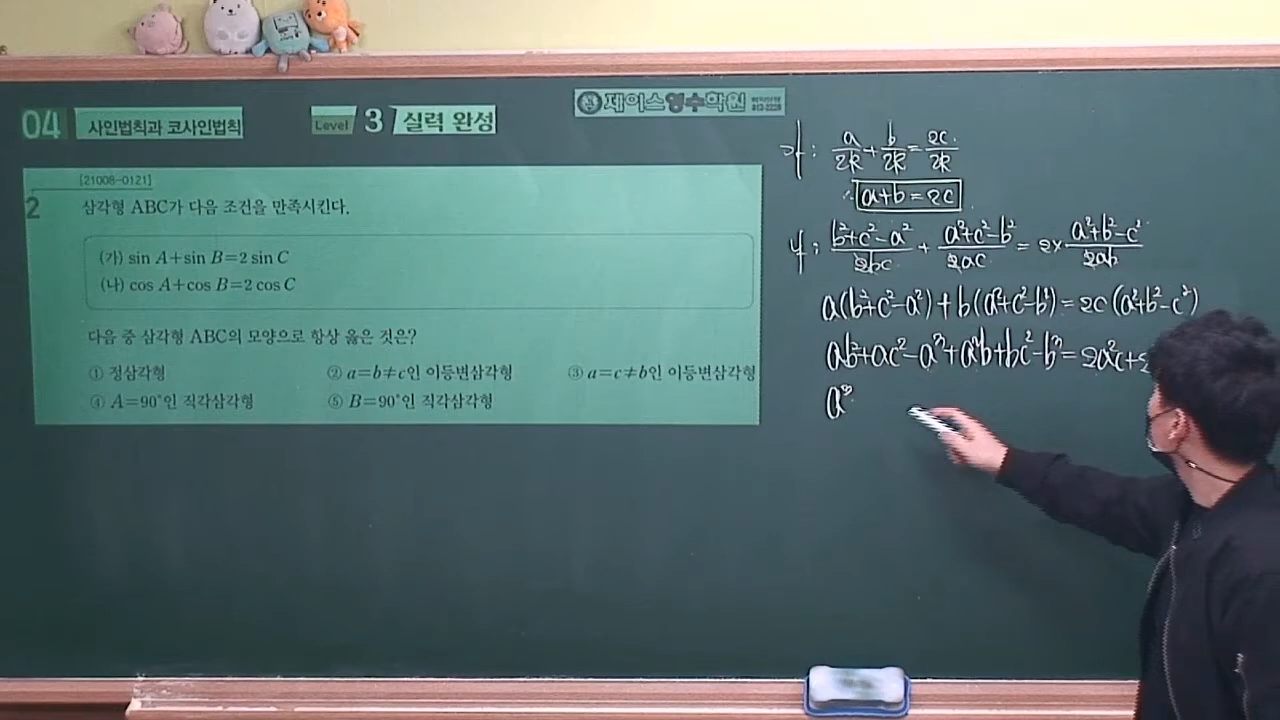 04 사인법칙과 코사인법칙 Level 3 실력 완성
제이스영수학원
[21008-0121]
2 삼각형 ABC가 다음 조건을 만족시킨다.
(가) sin A+sin B=2 sin C
(나) cos A+cos B=2 cos C
다음 중 삼각형 ABC의 모양으로 항상 옳은 것은?
① 정삼각형 ② a=b≠c인 이등변삼각형 ③ a=c≠b인 이등변삼각형
④ A=90°인 직각삼각형 ⑤ B=90°인 직각삼각형
가: a/2R + b/2R = 2c/2R
∴ a+b=2c
나: b²+c²-a²/2bc + a²+c²-b²/2ac = 2× a²+b²-c²/2ab
a(b²+c²-a²)+b(a²+c²-b²)=2c(a²+b²-c²)
ab²+ac²-a³+a²b+bc²-b³=2a²c+
a³